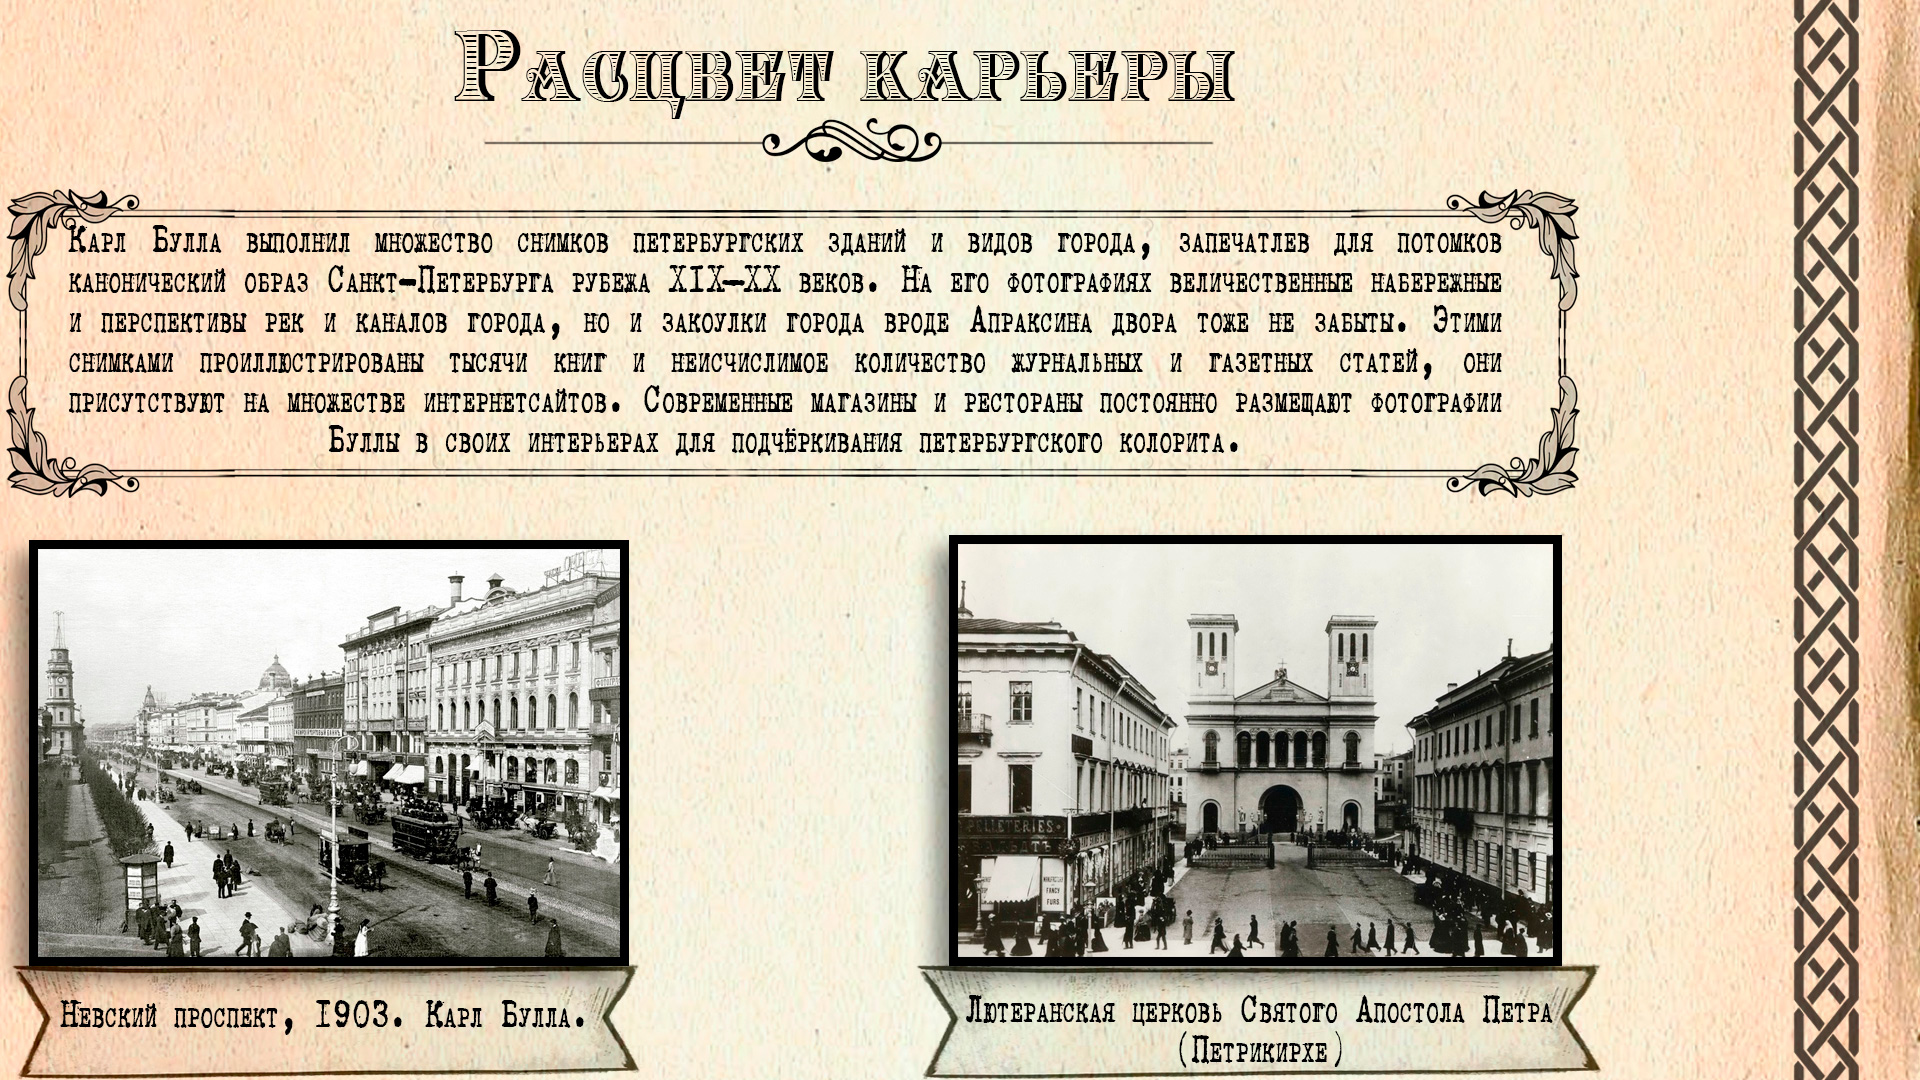 Расцвет карьеры
Карл Булла выполнил множество снимков петербургских зданий и видов города, запечатлев для потомков
канонический образ Санкт-Петербурга рубежа XIX—XX веков. На его фотографиях величественные набережные
и перспективы рек и каналов города, но и закоулки города вроде Апраксина двора тоже не забыты. Этими
снимками проиллюстрированы тысячи книг и неисчислимое количество журнальных и газетных статей, они
присутствуют на множестве интернетсайтов. Современные магазины и рестораны постоянно размещают фотографии
Буллы в своих интерьерах для подчёркивания петербургского колорита.
PELLETERIES
FANCY
FURS
Невский проспект, 1903. Карл Булла.
Лютеранская церковь Святого Апостола Петра
(Петрикирхе)